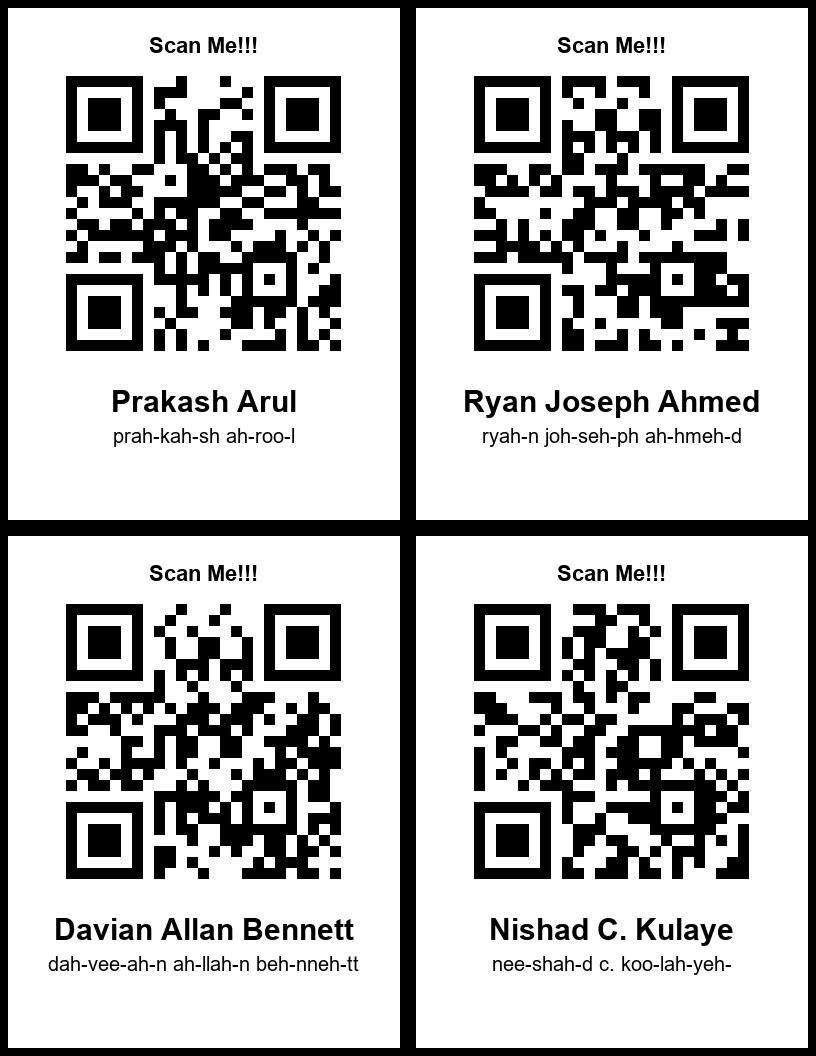 Scan Me!!!
Prakash Arul
prah-kah-sh ah-roo-l
Scan Me!!!
Ryan Joseph Ahmed
ryah-n joh-seh-ph ah-hmeh-d
Scan Me!!!
Davian Allan Bennett
dah-vee-ah-n ah-llah-n beh-nneh-tt
Scan Me!!!
Nishad C. Kulaye
nee-shah-d c. koo-lah-yeh-